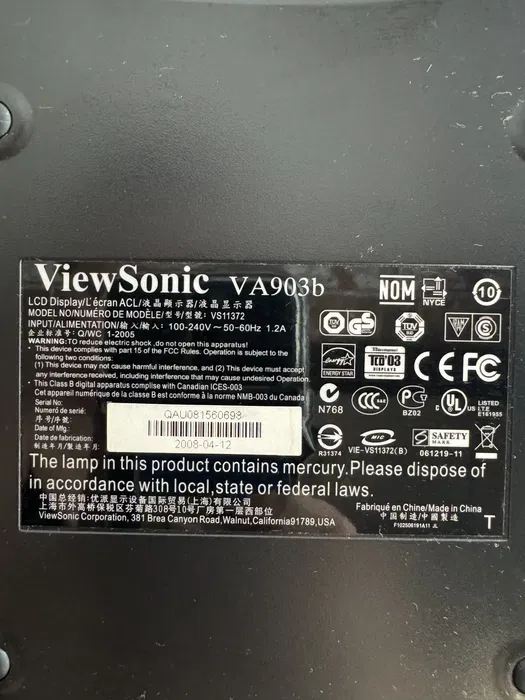 ViewSonic VA903b
LCD Display/L'écran ACL/液晶顯示器/液晶显示器
MODEL NO/NUMÉRO DE MODÈLE/型号/型號: VS11372
INPUT/ALIMENTATION/输入/輸入: 100-240V~50-60Hz 1.2A
企业标准号: Q/WC 1-2005
WARNING:TO reduce electric shock ,do not open this apparatus!
· This device complies with part 15 of the FCC Rules. Operation is subject to the
following two conditions:
(1) This device may not cause harmful interference, and (2) This device must accept
any interference received, including interference that may cause undesired Operation.
· This Class B digital apparatus complise with Canadian ICES-003
Cet appareil numérique de la classe B est conforme à la norme NMB-003 du Canada
Serial No:
Numéro de série:
序号/序號:
Date of Mfg.:
制造年月/製造年月:
QAU081560698
2008-04-12
NOM
NYCE
10
TUV
GS
TUV
S
ENERGY STAR
TCO'03
DISPLAYS
CE FC
N768
CCC
PC
BZ02
c UL us
LISTED
I.T.E
E161955
R31374
MIC
VIE-VS11372(B)
SAFETY
MARK
061219-11
The lamp in this product contains mercury.Please dispose of
in accordance with local,state or federal laws.
中国总经销:优派显示设备国际贸易(上海)有限公司
上海市外高桥保税区芬菊路308号10号厂房第一层西部位
ViewSonic Corporation, 381 Brea Canyon Road,Walnut,California91789,USA
Fabriqué en Chine/Made in China
中国制造/中國製造
F102506191A11 JL
T